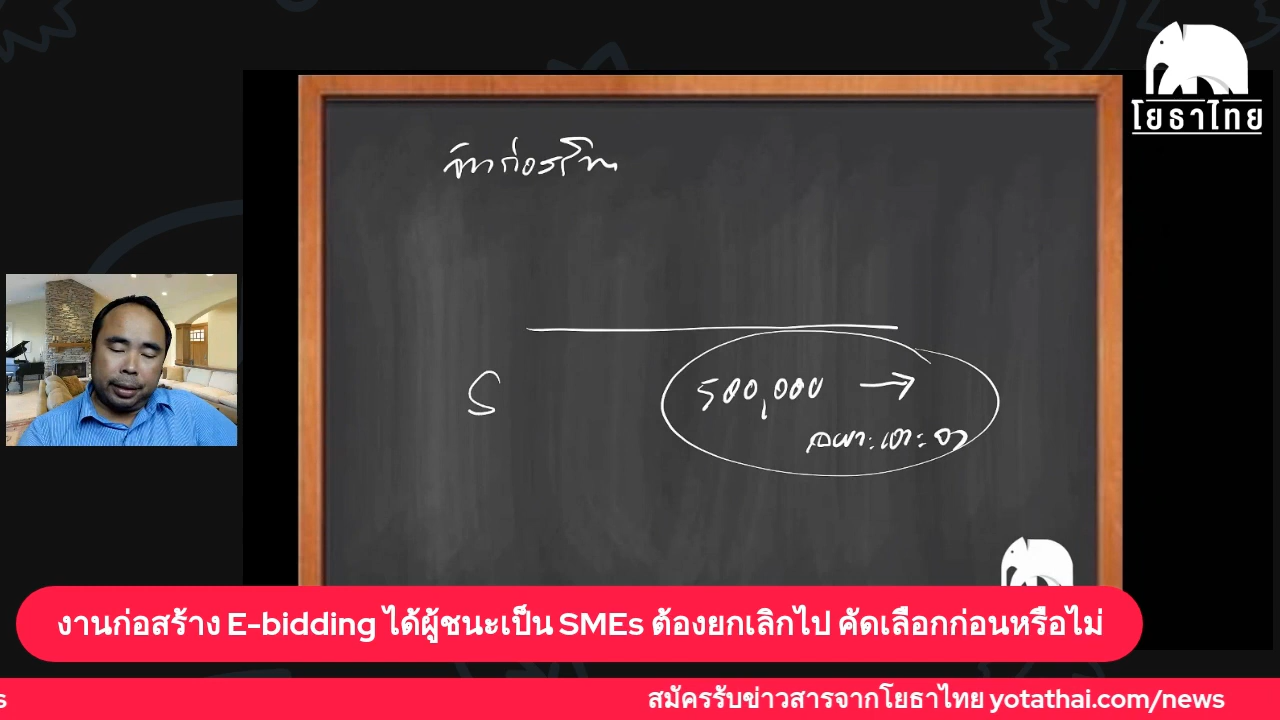 โยธาไทย
จ้างก่อสร้าง
S
500,000 →
เฉพาะเจาะจง
งานก่อสร้าง E-bidding ได้ผู้ชนะเป็น SMEs ต้องยกเลิกไป คัดเลือกก่อนหรือไม่
s
สมัครรับข่าวสารจากโยธาไทย yotathai.com/news